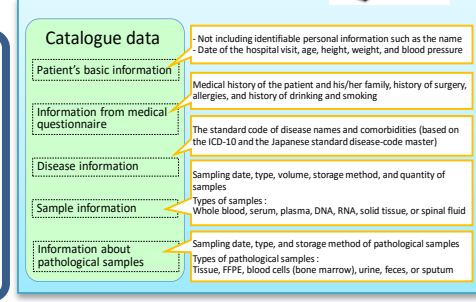 Catalogue data
Patient's basic information
- Not including identifiable personal information such as the name
- Date of the hospital visit, age, height, weight, and blood pressure
Information from medical
questionnaire
Medical history of the patient and his/her family, history of surgery,
allergies, and history of drinking and smoking
Disease information
The standard code of disease names and comorbidities (based on
the ICD-10 and the Japanese standard disease-code master)
Sample information
Sampling date, type, volume, storage method, and quantity of
samples
Types of samples :
Whole blood, serum, plasma, DNA, RNA, solid tissue, or spinal fluid
Information about
pathological samples
Sampling date, type, and storage method of pathological samples
Types of pathological samples :
Tissue, FFPE, blood cells (bone marrow), urine, feces, or sputum